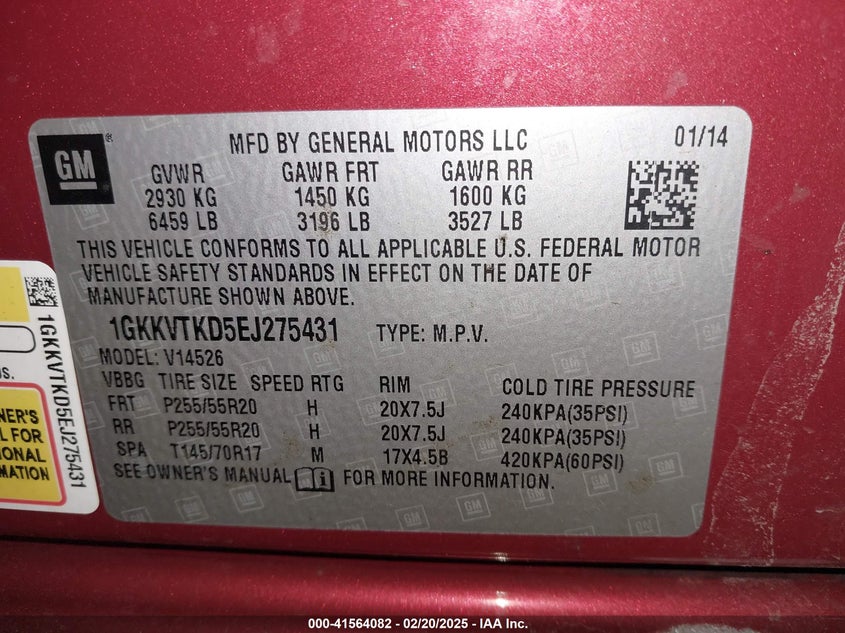 GM
MFD BY GENERAL MOTORS LLC 01/14
GVWR GAWR FRT GAWR RR
2930 KG 1450 KG 1600 KG
6459 LB 3196 LB 3527 LB
THIS VEHICLE CONFORMS TO ALL APPLICABLE U.S. FEDERAL MOTOR
VEHICLE SAFETY STANDARDS IN EFFECT ON THE DATE OF
MANUFACTURE SHOWN ABOVE.
1GKKVTKD5EJ275431 TYPE: M.P.V.
MODEL: V14526
VBBG TIRE SIZE SPEED RTG RIM COLD TIRE PRESSURE
FRT P255/55R20 H 20X7.5J 240KPA(35PSI)
RR P255/55R20 H 20X7.5J 240KPA(35PSI)
SPA T145/70R17 M 17X4.5B 420KPA(60PSI)
SEE OWNER'S MANUAL FOR MORE INFORMATION.
1GKKVTKD5EJ275431
NER'S
L FOR
IONAL
MATION
000-41564082 - 02/20/2025 - IAA Inc.